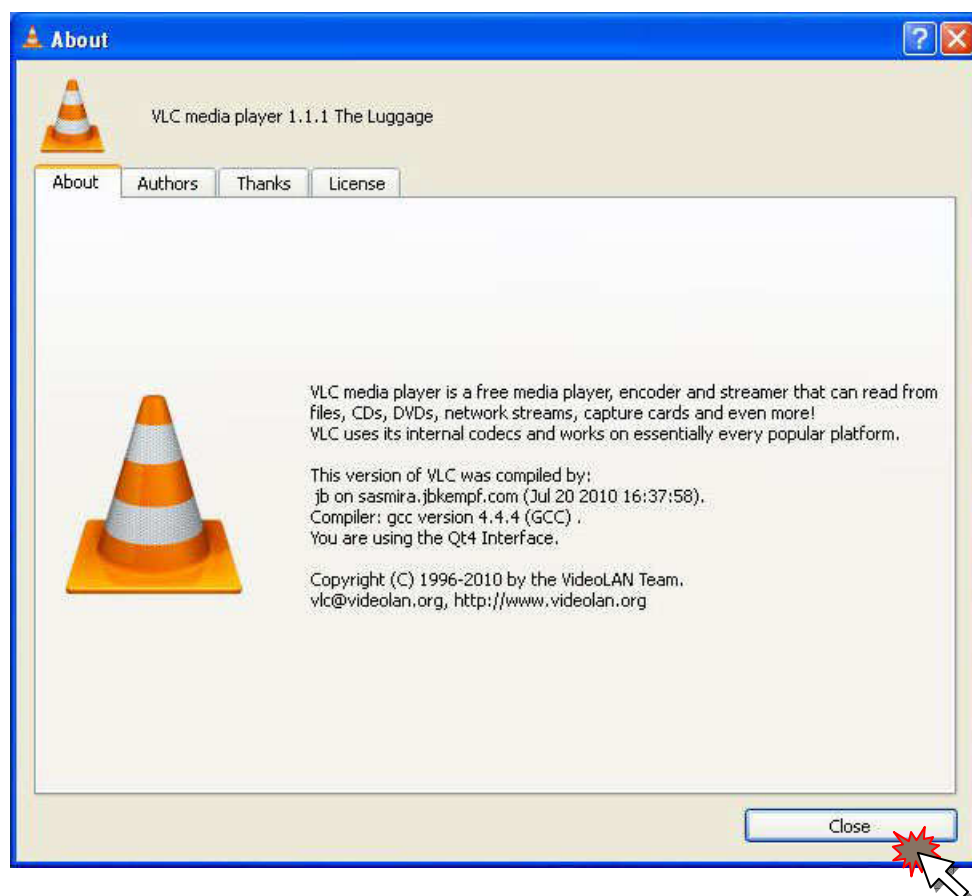 About
VLC media player 1.1.1 The Luggage
About Authors Thanks License
VLC media player is a free media player, encoder and streamer that can read from
files, CDs, DVDs, network streams, capture cards and even more!
VLC uses its internal codecs and works on essentially every popular platform.
This version of VLC was compiled by:
jb on sasmira.jbkempf.com (Jul 20 2010 16:37:58).
Compiler: gcc version 4.4.4 (GCC) .
You are using the Qt4 Interface.
Copyright (C) 1996-2010 by the VideoLAN Team.
vlc@videolan.org, http://www.videolan.org
Close